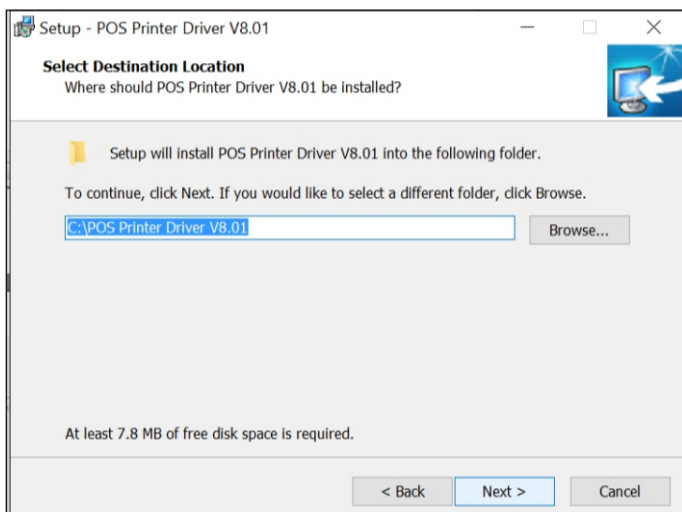 Setup - POS Printer Driver V8.01
Select Destination Location
Where should POS Printer Driver V8.01 be installed?
Setup will install POS Printer Driver V8.01 into the following folder.
To continue, click Next. If you would like to select a different folder, click Browse.
C:\POS Printer Driver V8.01
Browse...
At least 7.8 MB of free disk space is required.
< Back
Next >
Cancel